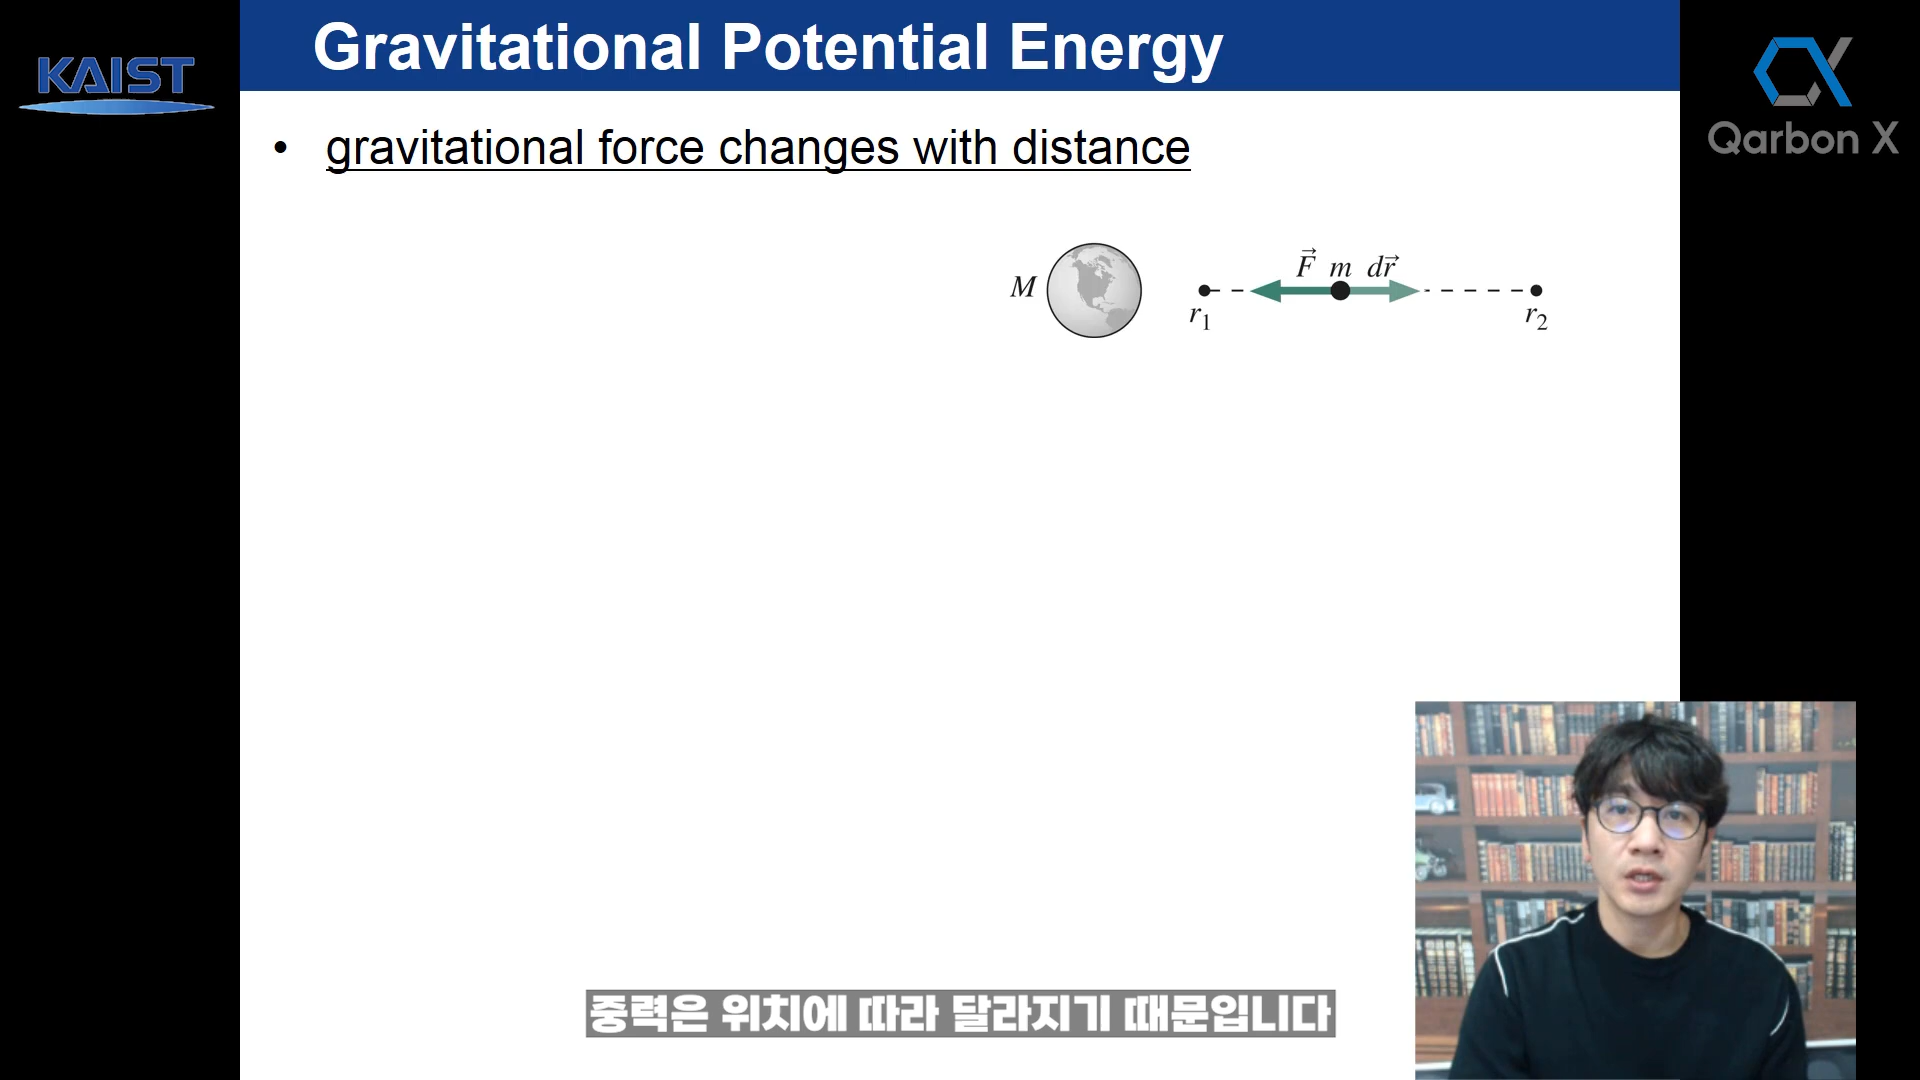 KAIST
Gravitational Potential Energy
Qarbon X
• gravitational force changes with distance
M
F⃗ m dr⃗
r₁
r₂
중력은 위치에 따라 달라지기 때문입니다